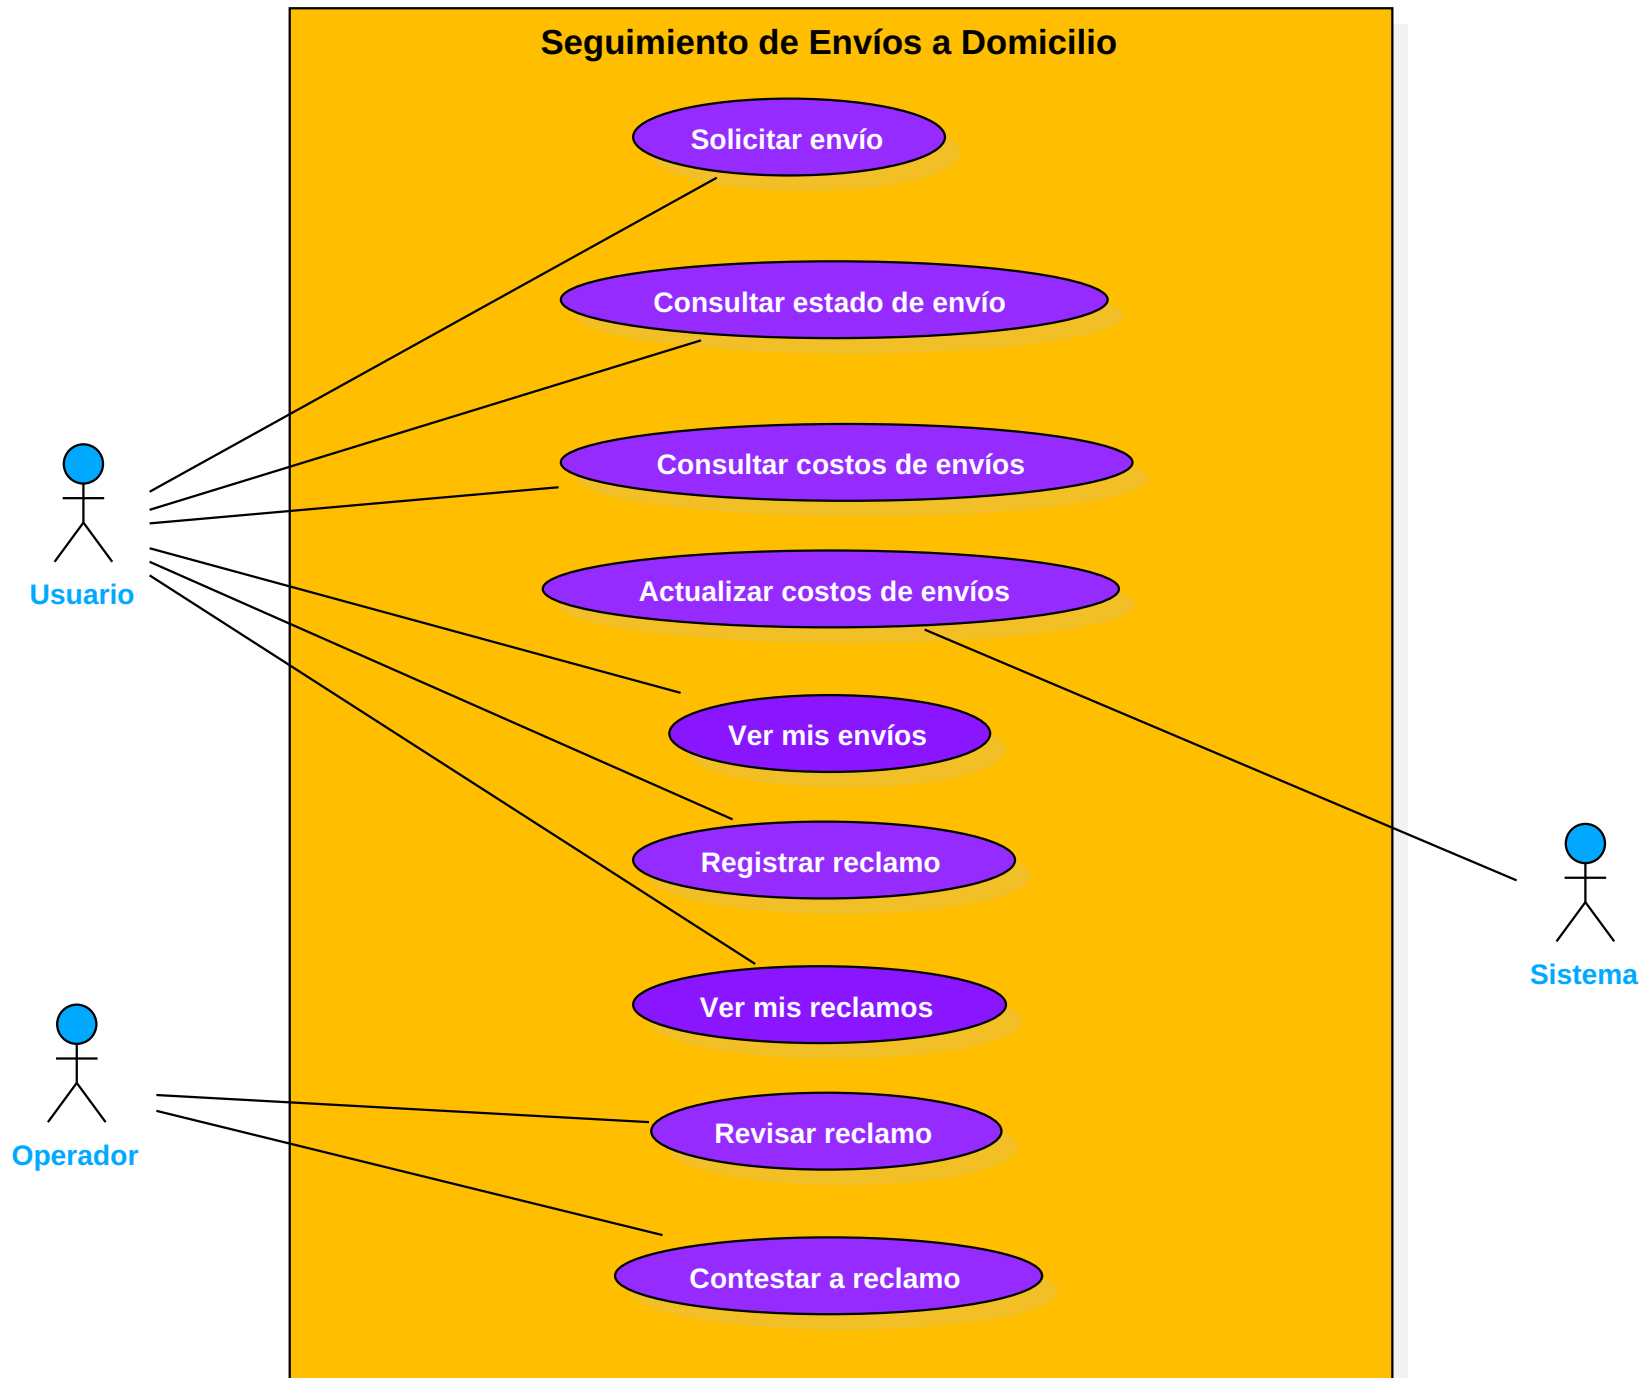 Seguimiento de Envíos a Domicilio
Solicitar envío
Consultar estado de envío
Consultar costos de envíos
Actualizar costos de envíos
Usuario
Ver mis envíos
Registrar reclamo
Sistema
Ver mis reclamos
Revisar reclamo
Operador
Contestar a reclamo